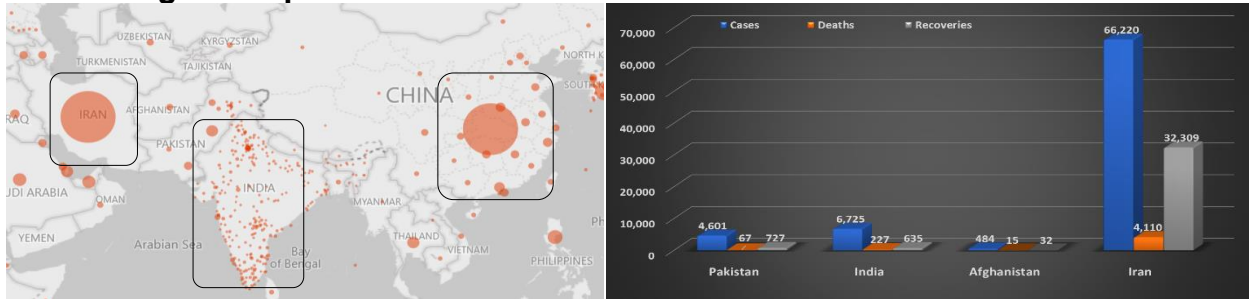 UZBEKISTAN
KYRGYZSTAN
NORTH K
TURKMENISTAN
TAJIKISTAN
SOUTH
CHINA
IRAN
AFGHANISTAN
RAQ
PAKISTAN
UDI ARABIA
INDIA
OMAN
MYANMAR
YEMEN
Arabian Sea
Bay
of Bengal
THAILAND
VIETNAM
PH
PHILIPPINES
Cases Deaths Recoveries
70,000
60,000
50,000
40,000
30,000
20,000
10,000
0
4,601 67 727
6,725 227 635
484 15 32
66,220 4,110 32,309
Pakistan India Afghanistan Iran